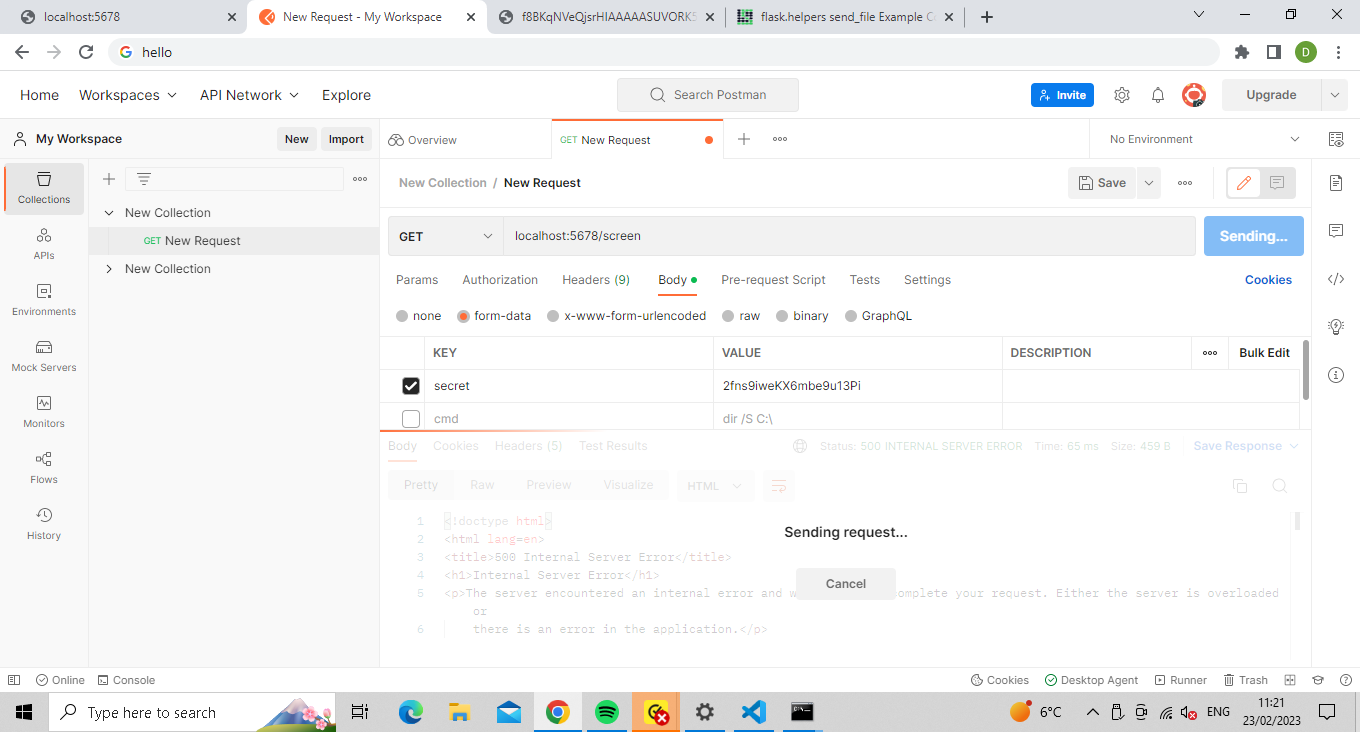 localhost:5678
New Request - My Workspace
f8BKqNVeQjsrHIAAAAASUVORK5
flask.helpers send_file Example C
hello
D
Home
Workspaces
API Network
Explore
Search Postman
Invite
Upgrade
My Workspace
New
Import
Overview
GET New Request
No Environment
Collections
New Collection
New Collection / New Request
Save
GET New Request
New Collection
APIs
Environments
Mock Servers
Monitors
Flows
History
GET
localhost:5678/screen
Sending...
Params
Authorization
Headers (9)
Body
Pre-request Script
Tests
Settings
Cookies
none
form-data
x-www-form-urlencoded
raw
binary
GraphQL
KEY
VALUE
DESCRIPTION
Bulk Edit
secret
2fns9iweKX6mbe9u13Pi
cmd
dir /S C:\
Body
Cookies
Headers (5)
Test Results
Status: 500 INTERNAL SERVER ERROR
Time: 65 ms
Size: 459 B
Save Response
Pretty
Raw
Preview
Visualize
HTML
1 <!doctype html>
2 <html lang=en>
3 <title>500 Internal Server Error</title>
4 <h1>Internal Server Error</h1>
5 <p>The server encountered an internal error and w complete your request. Either the server is overloaded
or
6 there is an error in the application.</p>
Sending request...
Cancel
Online
Console
Cookies
Desktop Agent
Runner
Trash
Type here to search
6°C
ENG
11:21
23/02/2023